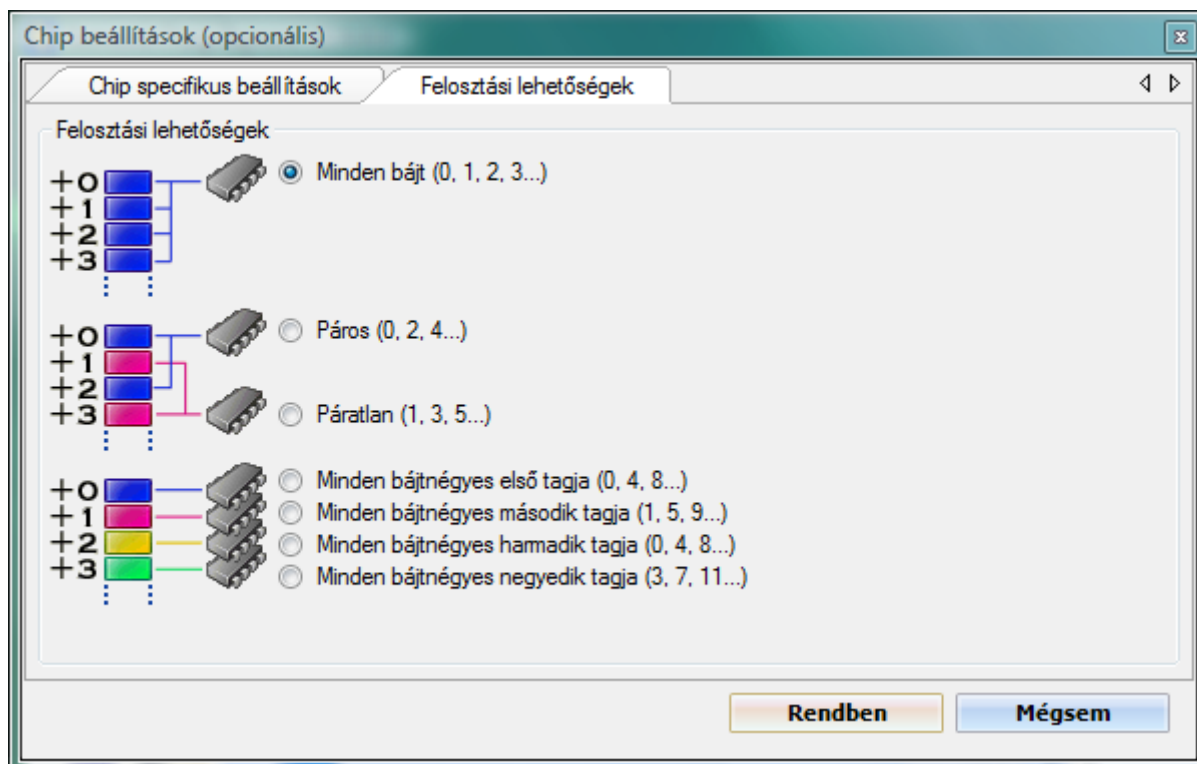 Chip beállítások (opcionális)
Chip specifikus beállítások
Felosztási lehetőségek
Felosztási lehetőségek
+0
Minden bájt (0, 1, 2, 3...)
+1
+2
+3
+0
Páros (0, 2, 4...)
+1
+2
+3
Páratlan (1, 3, 5...)
+0
Minden bájtnégyes első tagja (0, 4, 8...)
+1
Minden bájtnégyes második tagja (1, 5, 9...)
+2
Minden bájtnégyes harmadik tagja (0, 4, 8...)
+3
Minden bájtnégyes negyedik tagja (3, 7, 11...)
Rendben
Mégsem